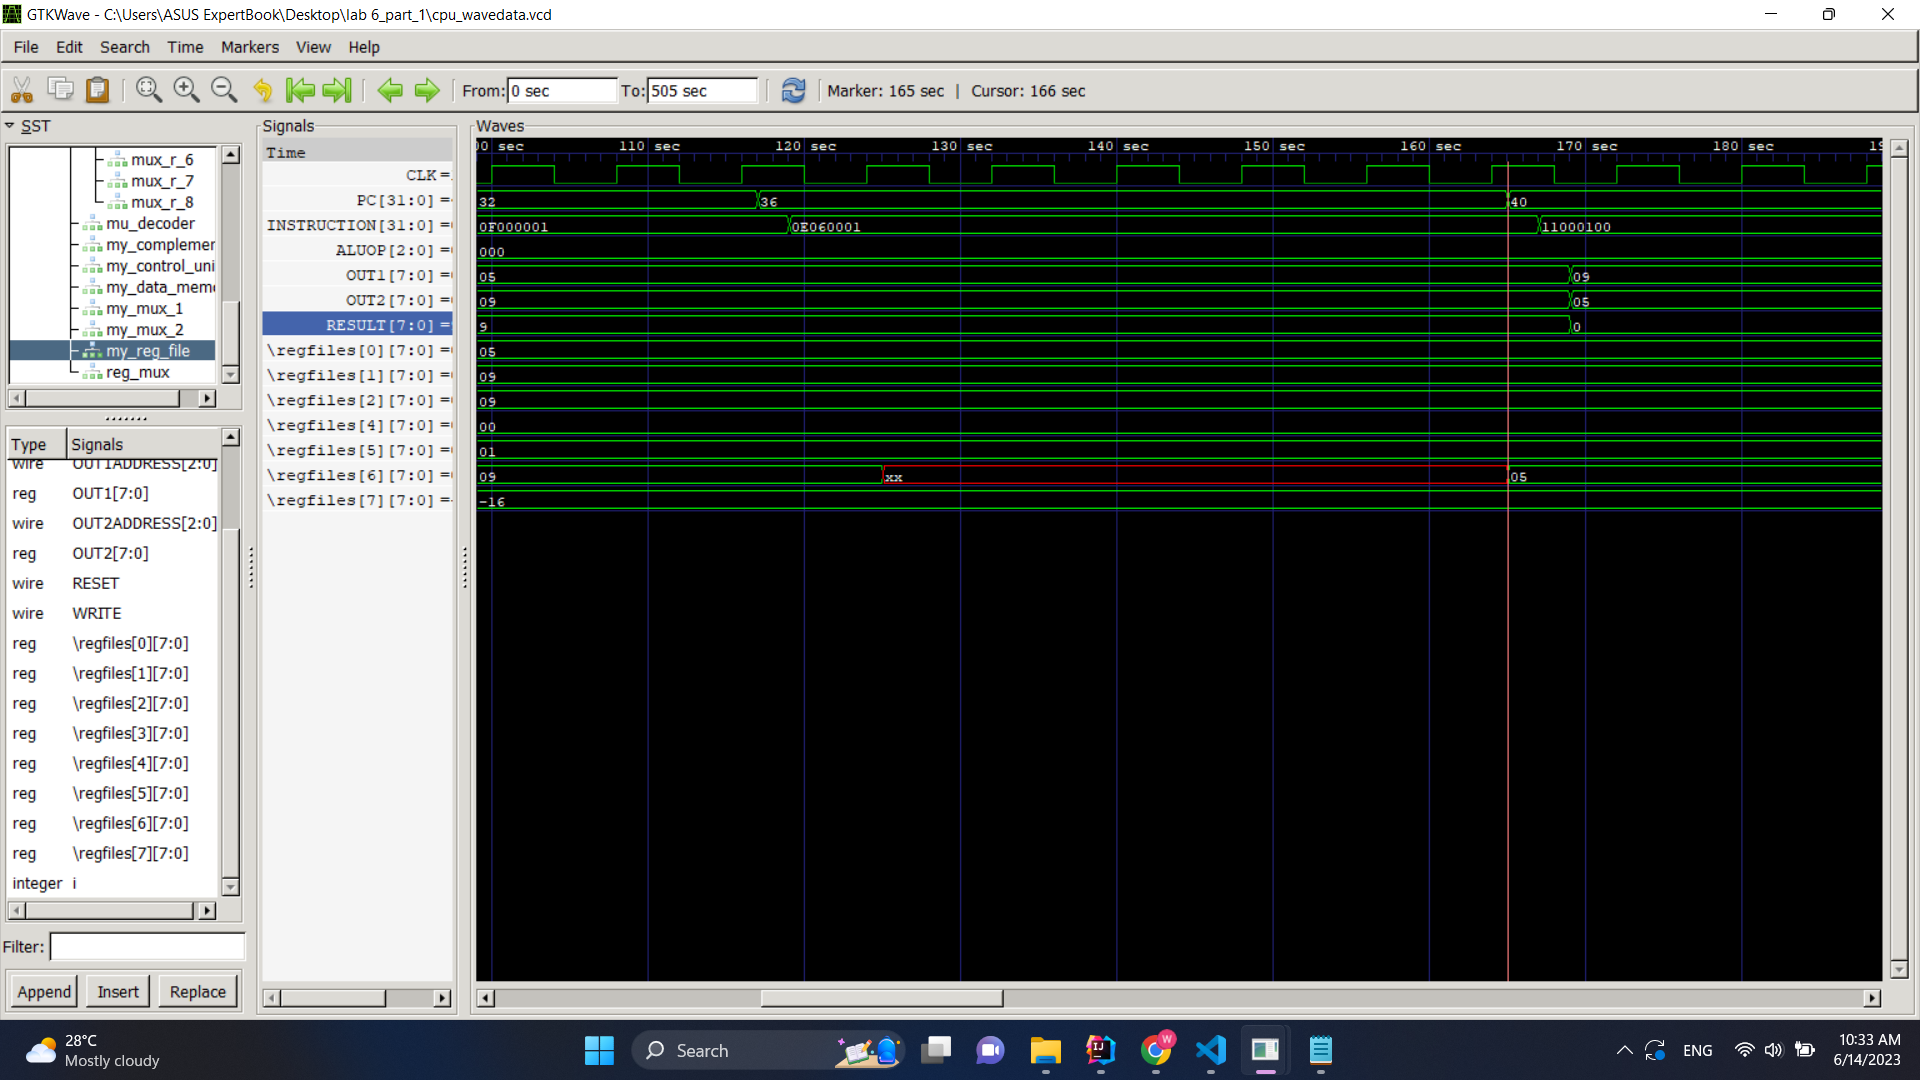 GTKWave - C:\Users\ASUS ExpertBook\Desktop\lab 6_part_1\cpu_wavedata.vcd
File Edit Search Time Markers View Help
From: 0 sec To: 505 sec Marker: 165 sec | Cursor: 166 sec
SST
mux_r_6
mux_r_7
mux_r_8
mu_decoder
my_complemer
my_control_uni
my_data_mem
my_mux_1
my_mux_2
my_reg_file
reg_mux
Type Signals
wire OUT1ADDRESS[2:0]
reg OUT1[7:0]
wire OUT2ADDRESS[2:0]
reg OUT2[7:0]
wire RESET
wire WRITE
reg \regfiles[0][7:0]
reg \regfiles[1][7:0]
reg \regfiles[2][7:0]
reg \regfiles[3][7:0]
reg \regfiles[4][7:0]
reg \regfiles[5][7:0]
reg \regfiles[6][7:0]
reg \regfiles[7][7:0]
integer i
Filter:
Append Insert Replace
Signals
Time
CLK =
PC[31:0] =
INSTRUCTION[31:0] =
ALUOP[2:0] =
OUT1[7:0] =
OUT2[7:0] =
RESULT[7:0] =
\regfiles[0][7:0] =
\regfiles[1][7:0] =
\regfiles[2][7:0] =
\regfiles[4][7:0] =
\regfiles[5][7:0] =
\regfiles[6][7:0] =
\regfiles[7][7:0] =
Waves
00 sec 110 sec 120 sec 130 sec 140 sec 150 sec 160 sec 170 sec 180 sec 19
32 36 40
0F000001 0E060001 11000100
000
05 09
09 05
9 0
05
09
09
00
01
09 xx 05
-16
28°C
Mostly cloudy
Search
W
IJ
ENG
10:33 AM
6/14/2023